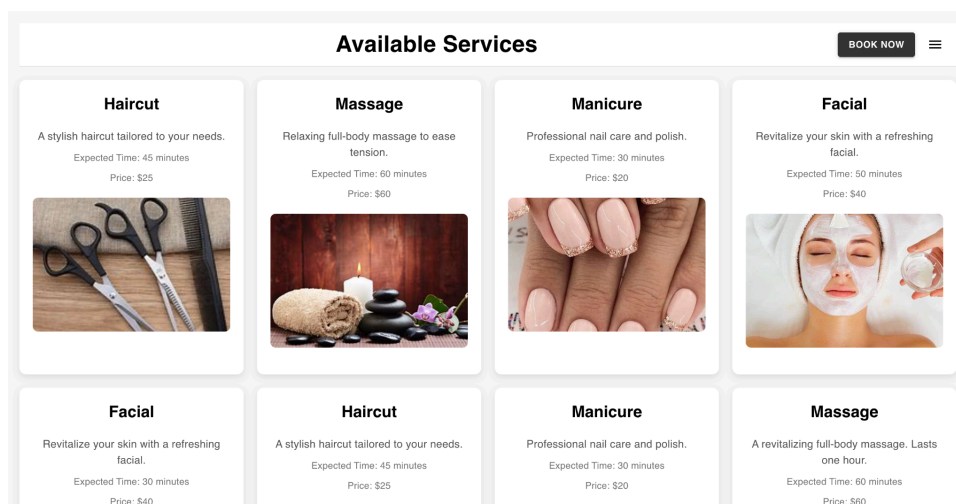 Available Services
BOOK NOW
Haircut
A stylish haircut tailored to your needs.
Expected Time: 45 minutes
Price: $25
Massage
Relaxing full-body massage to ease
tension.
Expected Time: 60 minutes
Price: $60
Manicure
Professional nail care and polish.
Expected Time: 30 minutes
Price: $20
Facial
Revitalize your skin with a refreshing
facial.
Expected Time: 50 minutes
Price: $40
Facial
Revitalize your skin with a refreshing
facial.
Expected Time: 30 minutes
Price: $40
Haircut
A stylish haircut tailored to your needs.
Expected Time: 45 minutes
Price: $25
Manicure
Professional nail care and polish.
Expected Time: 30 minutes
Price: $20
Massage
A revitalizing full-body massage. Lasts
one hour.
Expected Time: 60 minutes
Price: $60